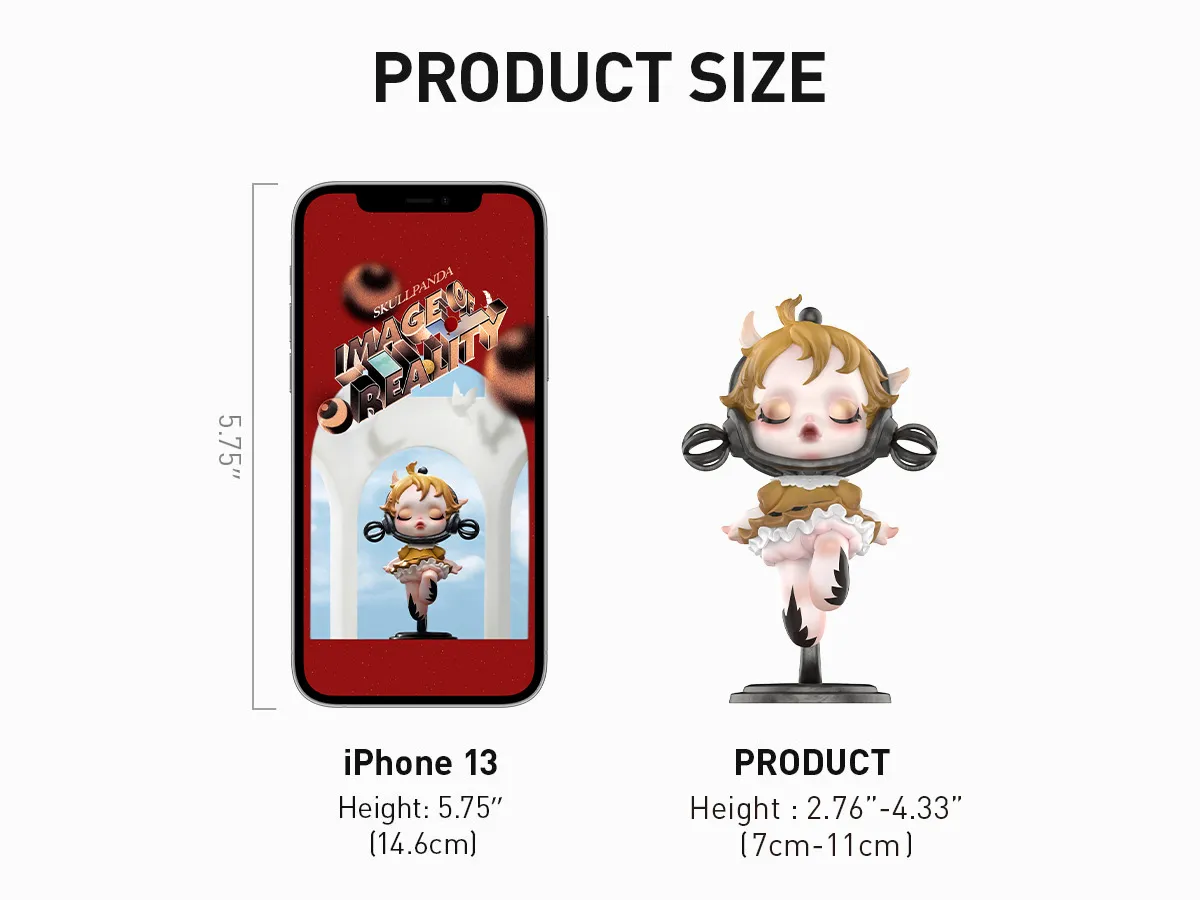 PRODUCT SIZE
5.75”
SKULLPANDA
IMAGE OF
REALITY
iPhone 13
Height: 5.75”
(14.6cm)
PRODUCT
Height : 2.76”-4.33”
(7cm-11cm)